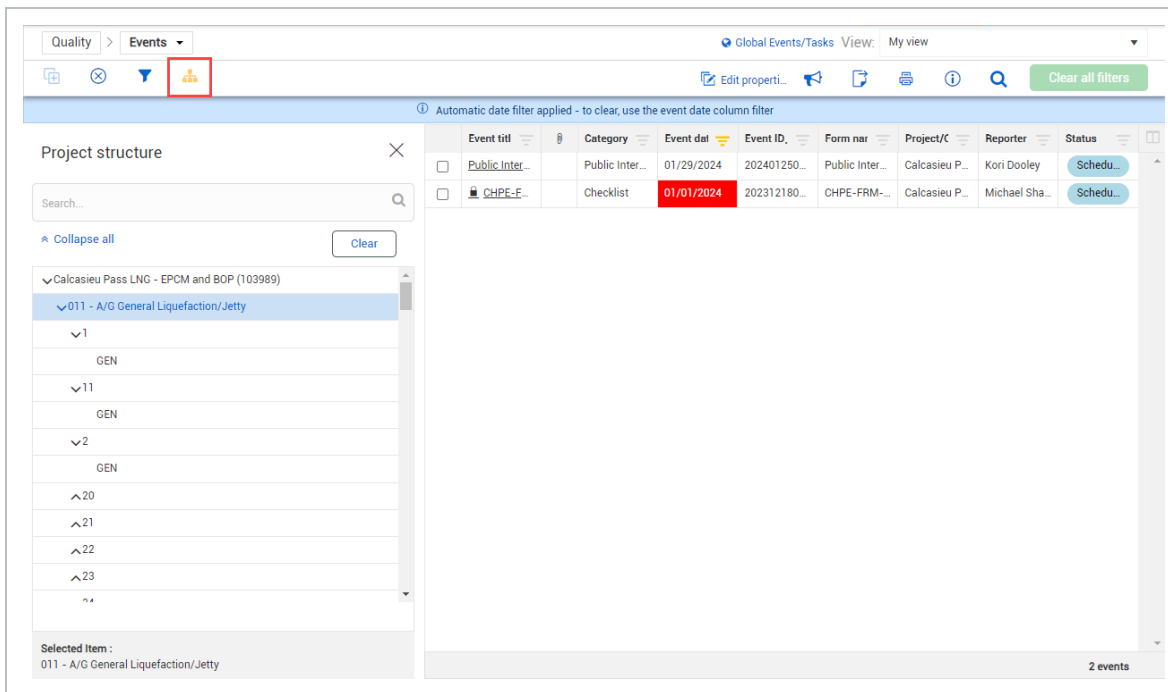 Quality > Events
Global Events/Tasks View: My view
Edit properti... Clear all filters
Automatic date filter applied - to clear, use the event date column filter
Project structure
Search...
Collapse all Clear
Calcasieu Pass LNG - EPCM and BOP (103989)
011 - A/G General Liquefaction/Jetty
1
GEN
11
GEN
2
GEN
20
21
22
23
24
Selected Item :
011 - A/G General Liquefaction/Jetty
Event titl Category Event dat Event ID, Form nar Project/C Reporter Status
Public Inter... Public Inter... 01/29/2024 202401250... Public Inter... Calcasieu P... Kori Dooley Schedu...
CHPE-F... Checklist 01/01/2024 202312180... CHPE-FRM-... Calcasieu P... Michael Sha... Schedu...
2 events